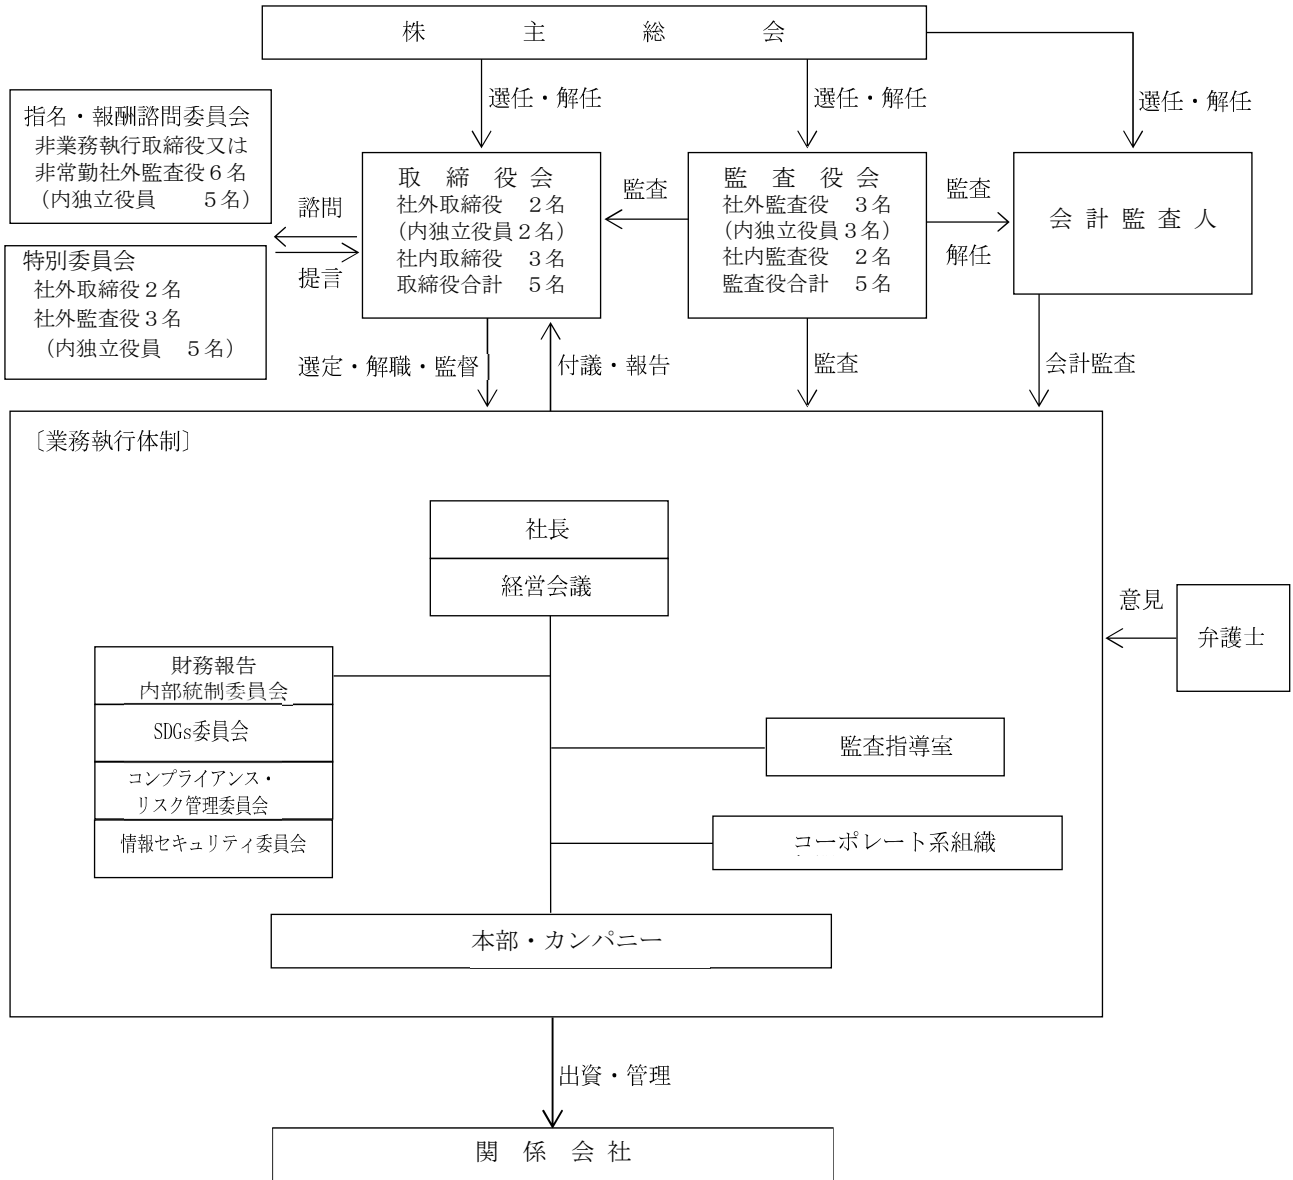 株 主 総 会
選任・解任
選任・解任
選任・解任
指名・報酬諮問委員会
非業務執行取締役又は
非常勤社外監査役6名
(内独立役員 5名)
諮問
提言
特別委員会
社外取締役2名
社外監査役3名
(内独立役員 5名)
取 締 役 会
社外取締役 2名
(内独立役員2名)
社内取締役 3名
取締役合計 5名
監査
監 査 役 会
社外監査役 3名
(内独立役員3名)
社内監査役 2名
監査役合計 5名
監査
解任
会 計 監 査 人
選定・解職・監督
付議・報告
監査
会計監査
〔業務執行体制〕
社長
経営会議
財務報告
内部統制委員会
SDGs委員会
コンプライアンス・
リスク管理委員会
情報セキュリティ委員会
監査指導室
コーポレート系組織
本部・カンパニー
意見
弁護士
出資・管理
関 係 会 社